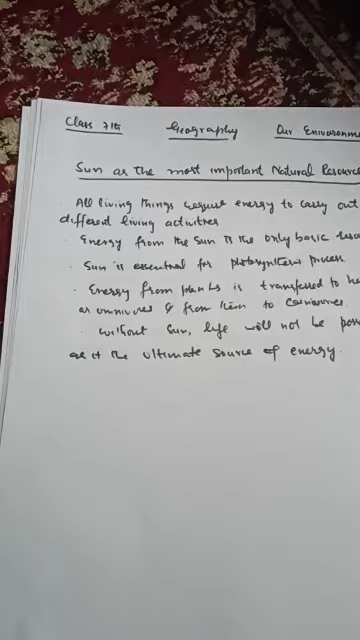 Class 7th Geography Our Enivaronme
Sun as the most important Natural Resource
All living things require energy to carry out
different living activities
Energy from the Sun is the only basic
Sun is essential for photosynthesis process.
Energy from plants is transferred to he
as omnivores & from them to carnivores.
without Sun, life will not be poss
as it the ultimate source of energy.